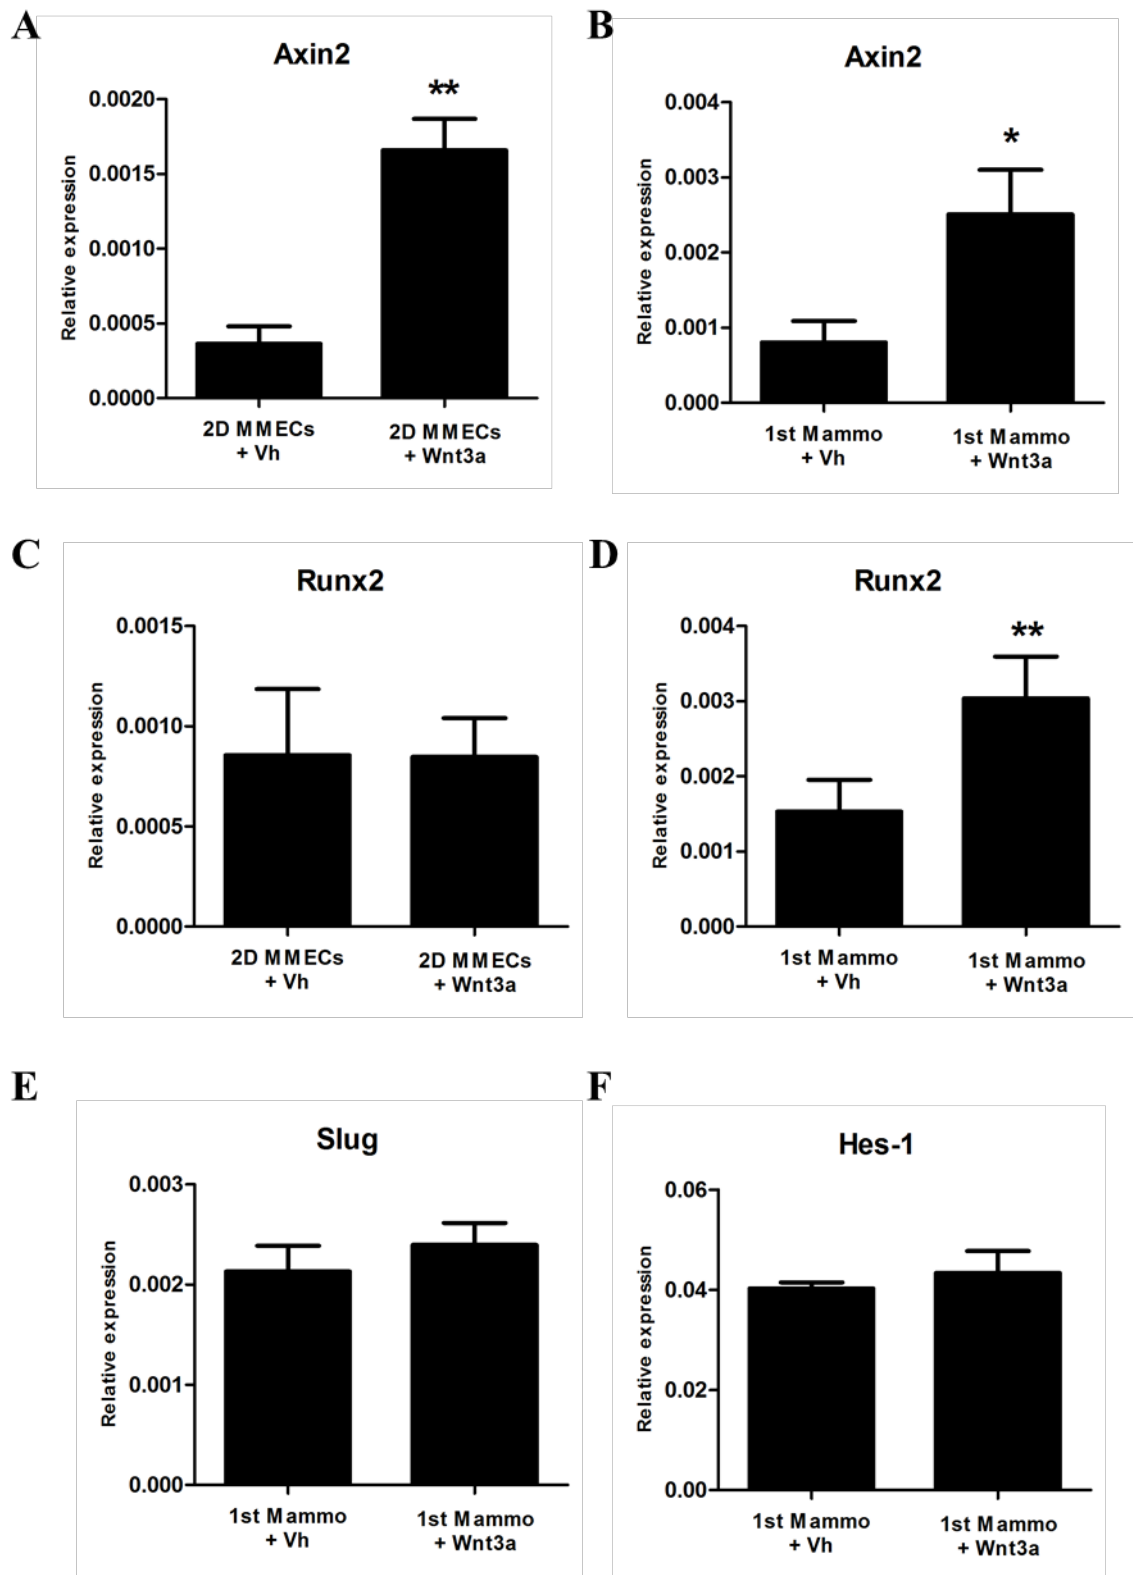 A
Axin2
**
0.0020
0.0015
0.0010
0.0005
0.0000
Relative expression
2D MMECs
+ Vh
2D MMECs
+ Wnt3a
B
Axin2
*
0.004
0.003
0.002
0.001
0.000
Relative expression
1st Mammo
+ Vh
1st Mammo
+ Wnt3a
C
Runx2
0.0015
0.0010
0.0005
0.0000
Relative expression
2D MMECs
+ Vh
2D MMECs
+ Wnt3a
D
Runx2
**
0.004
0.003
0.002
0.001
0.000
Relative expression
1st Mammo
+ Vh
1st Mammo
+ Wnt3a
E
Slug
0.003
0.002
0.001
0.000
Relative expression
1st Mammo
+ Vh
1st Mammo
+ Wnt3a
F
Hes-1
0.06
0.04
0.02
0.00
Relative expression
1st Mammo
+ Vh
1st Mammo
+ Wnt3a